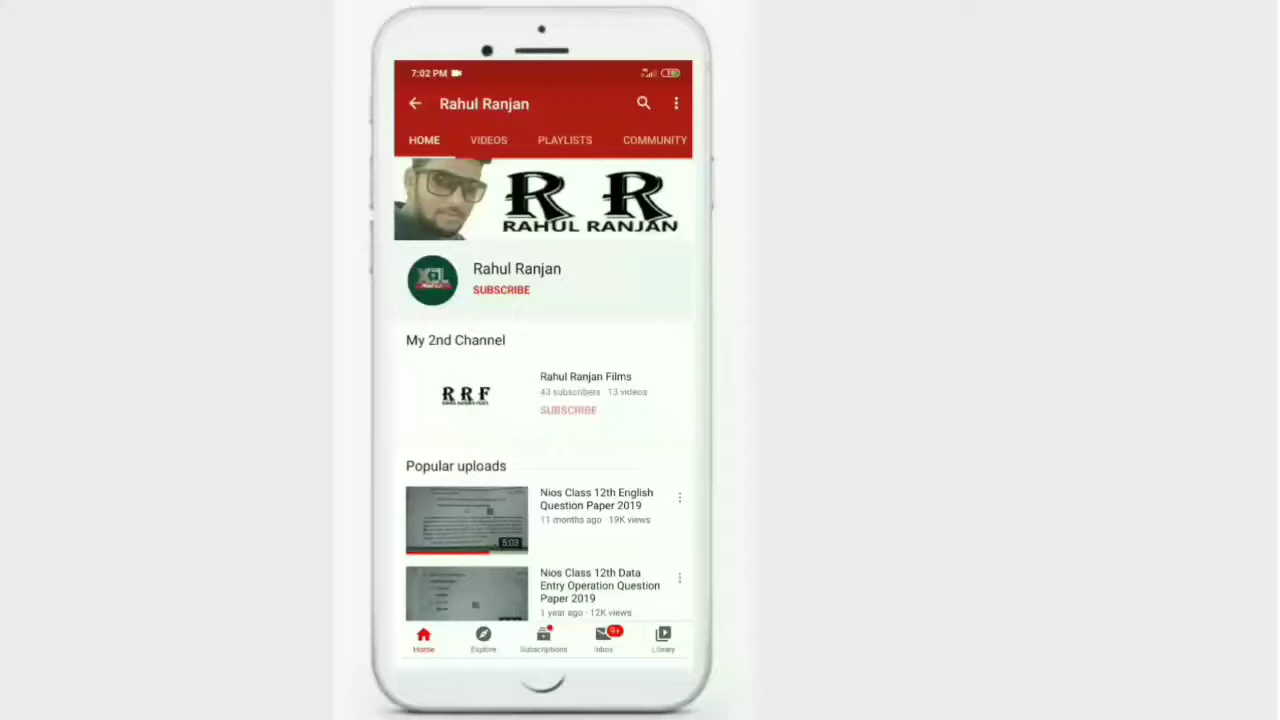 7:02 PM
Rahul Ranjan
HOME VIDEOS PLAYLISTS COMMUNITY
R R
RAHUL RANJAN
Rahul Ranjan
SUBSCRIBE
My 2nd Channel
R R F
Rahul Ranjan Films
43 subscribers 13 videos
SUBSCRIBE
Popular uploads
Nios Class 12th English
Question Paper 2019
11 months ago · 19K views
5:03
Nios Class 12th Data
Entry Operation Question
Paper 2019
1 year ago · 12K views
9+
Home Explore Subscriptions Inbox Library